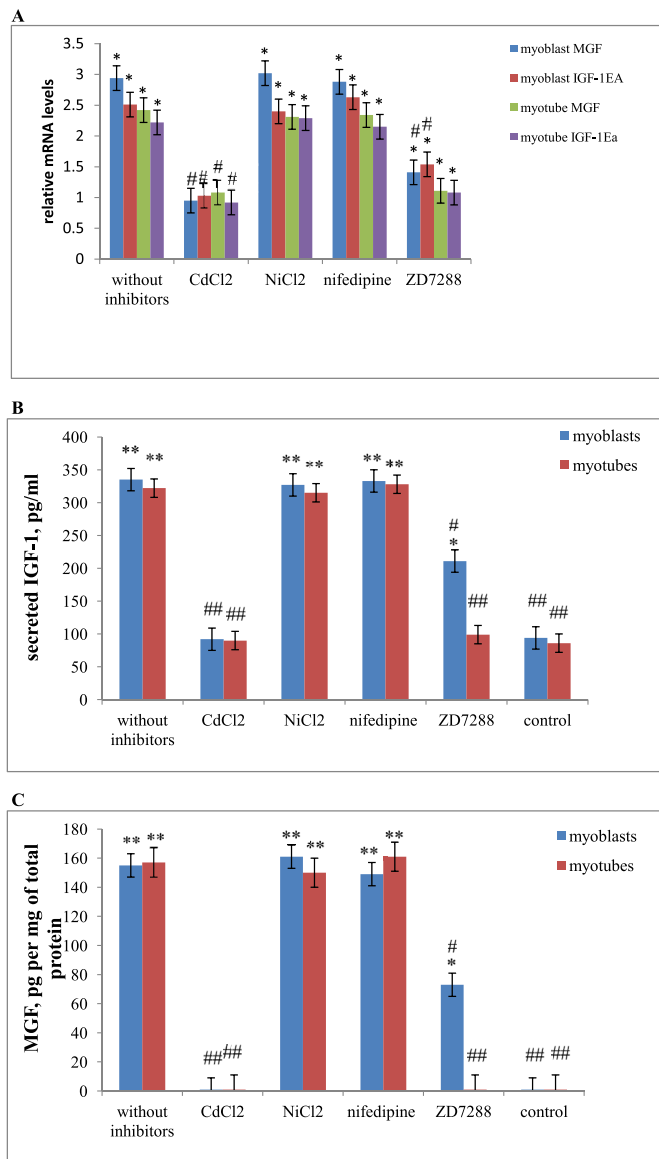 A
relative mRNA levels
3.5
3
2.5
2
1.5
1
0.5
0
* * * *
# # # #
* * * *
* * * *
# #
* * * *
without inhibitors
CdCl2
NiCl2
nifedipine
ZD7288
myoblast MGF
myoblast IGF-1EA
myotube MGF
myotube IGF-1Ea
B
secreted IGF-1, pg/ml
400
350
300
250
200
150
100
50
0
** **
## ##
** **
** **
#
* ##
## ##
without inhibitors
CdCl2
NiCl2
nifedipine
ZD7288
control
myoblasts
myotubes
C
MGF, pg per mg of total
protein
180
160
140
120
100
80
60
40
20
0
** **
## ##
** **
** **
#
* ##
## ##
without inhibitors
CdCl2
NiCl2
nifedipine
ZD7288
control
myoblasts
myotubes